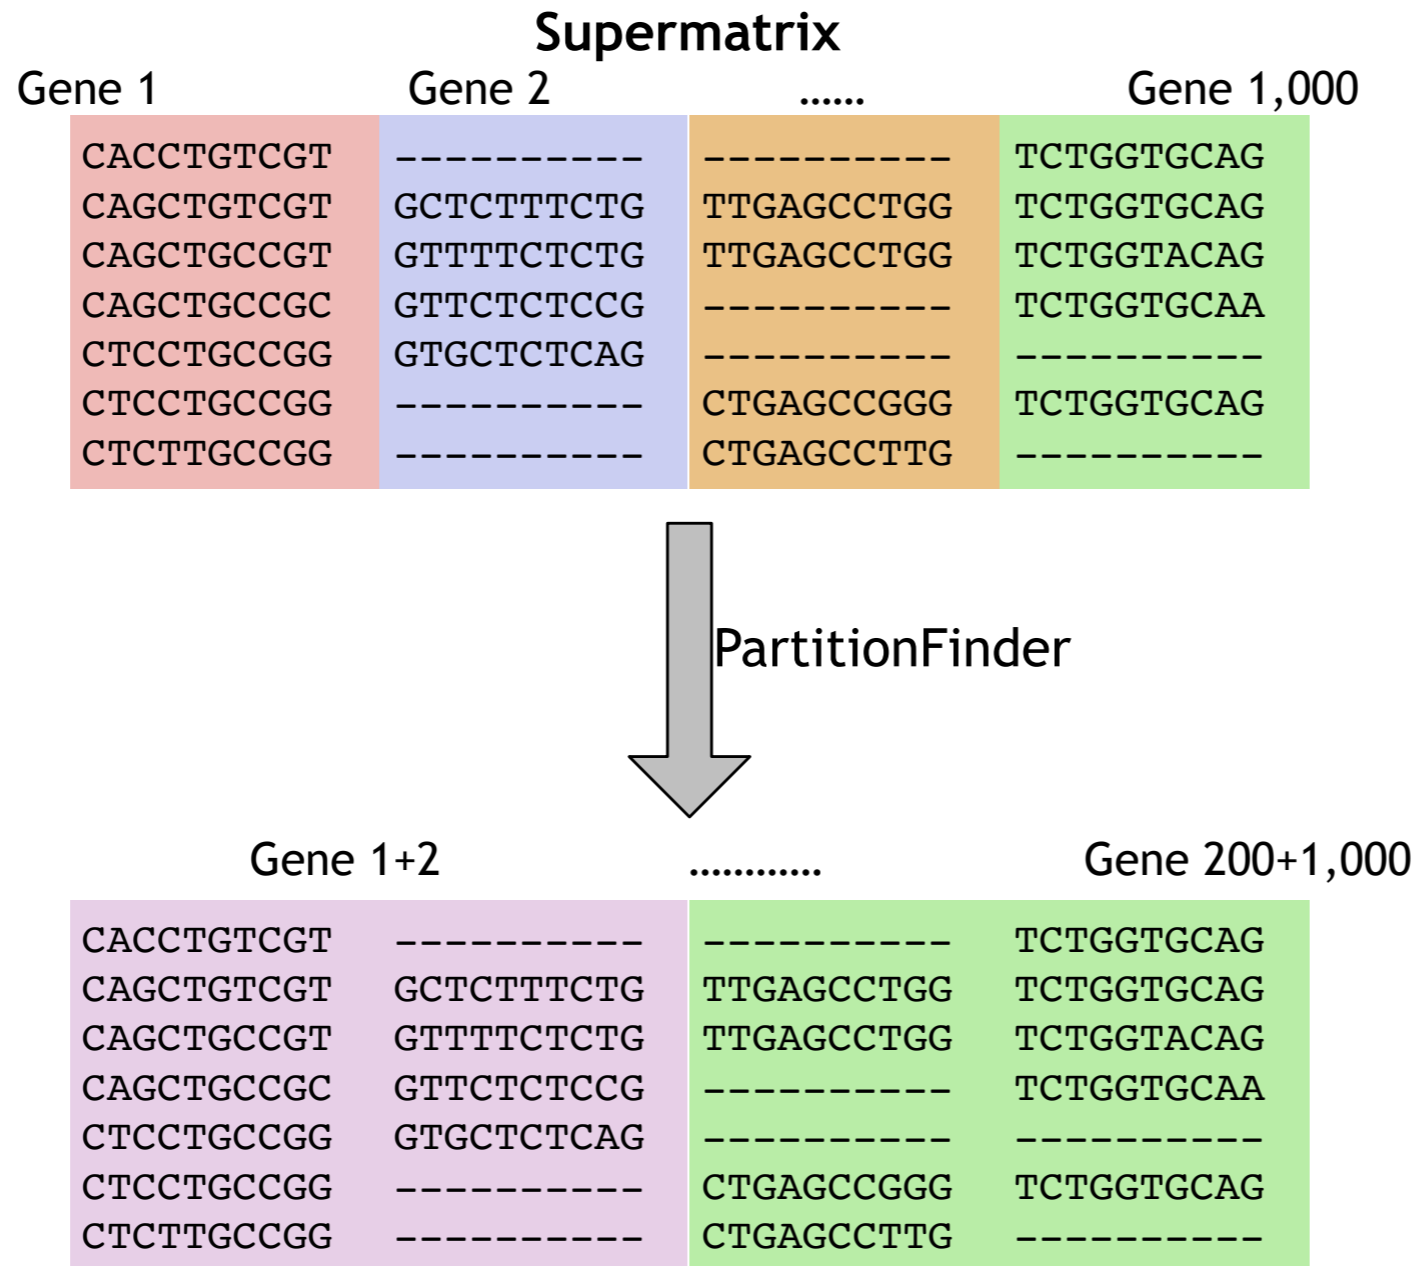 Supermatrix
Gene 1 Gene 2 ...... Gene 1,000
CACCTGTCGT ---------- ---------- TCTGGTGCAG
CAGCTGTCGT GCTCTTTCTG TTGAGCCTGG TCTGGTGCAG
CAGCTGCCGT GTTTTCTCTG TTGAGCCTGG TCTGGTACAG
CAGCTGCCGC GTTCTCTCCG ---------- TCTGGTGCAA
CTCCTGCCGG GTGCTCTCAG ---------- ----------
CTCCTGCCGG ---------- CTGAGCCGGG TCTGGTGCAG
CTCTTGCCGG ---------- CTGAGCCTTG ----------
PartitionFinder
Gene 1+2 ............ Gene 200+1,000
CACCTGTCGT ---------- ---------- TCTGGTGCAG
CAGCTGTCGT GCTCTTTCTG TTGAGCCTGG TCTGGTGCAG
CAGCTGCCGT GTTTTCTCTG TTGAGCCTGG TCTGGTACAG
CAGCTGCCGC GTTCTCTCCG ---------- TCTGGTGCAA
CTCCTGCCGG GTGCTCTCAG ---------- ----------
CTCCTGCCGG ---------- CTGAGCCGGG TCTGGTGCAG
CTCTTGCCGG ---------- CTGAGCCTTG ----------